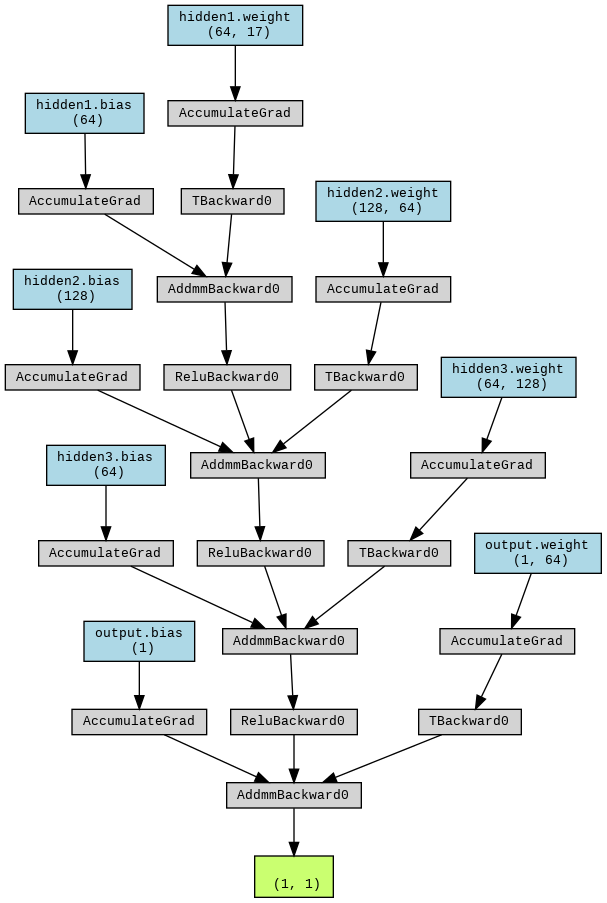 hidden1.weight
(64, 17)
hidden1.bias
(64)
AccumulateGrad
AccumulateGrad
TBackward0
hidden2.weight
(128, 64)
hidden2.bias
(128)
AddmmBackward0
AccumulateGrad
AccumulateGrad
ReluBackward0
TBackward0
hidden3.weight
(64, 128)
hidden3.bias
(64)
AddmmBackward0
AccumulateGrad
AccumulateGrad
ReluBackward0
TBackward0
output.weight
(1, 64)
output.bias
(1)
AddmmBackward0
AccumulateGrad
AccumulateGrad
ReluBackward0
TBackward0
AddmmBackward0
(1, 1)